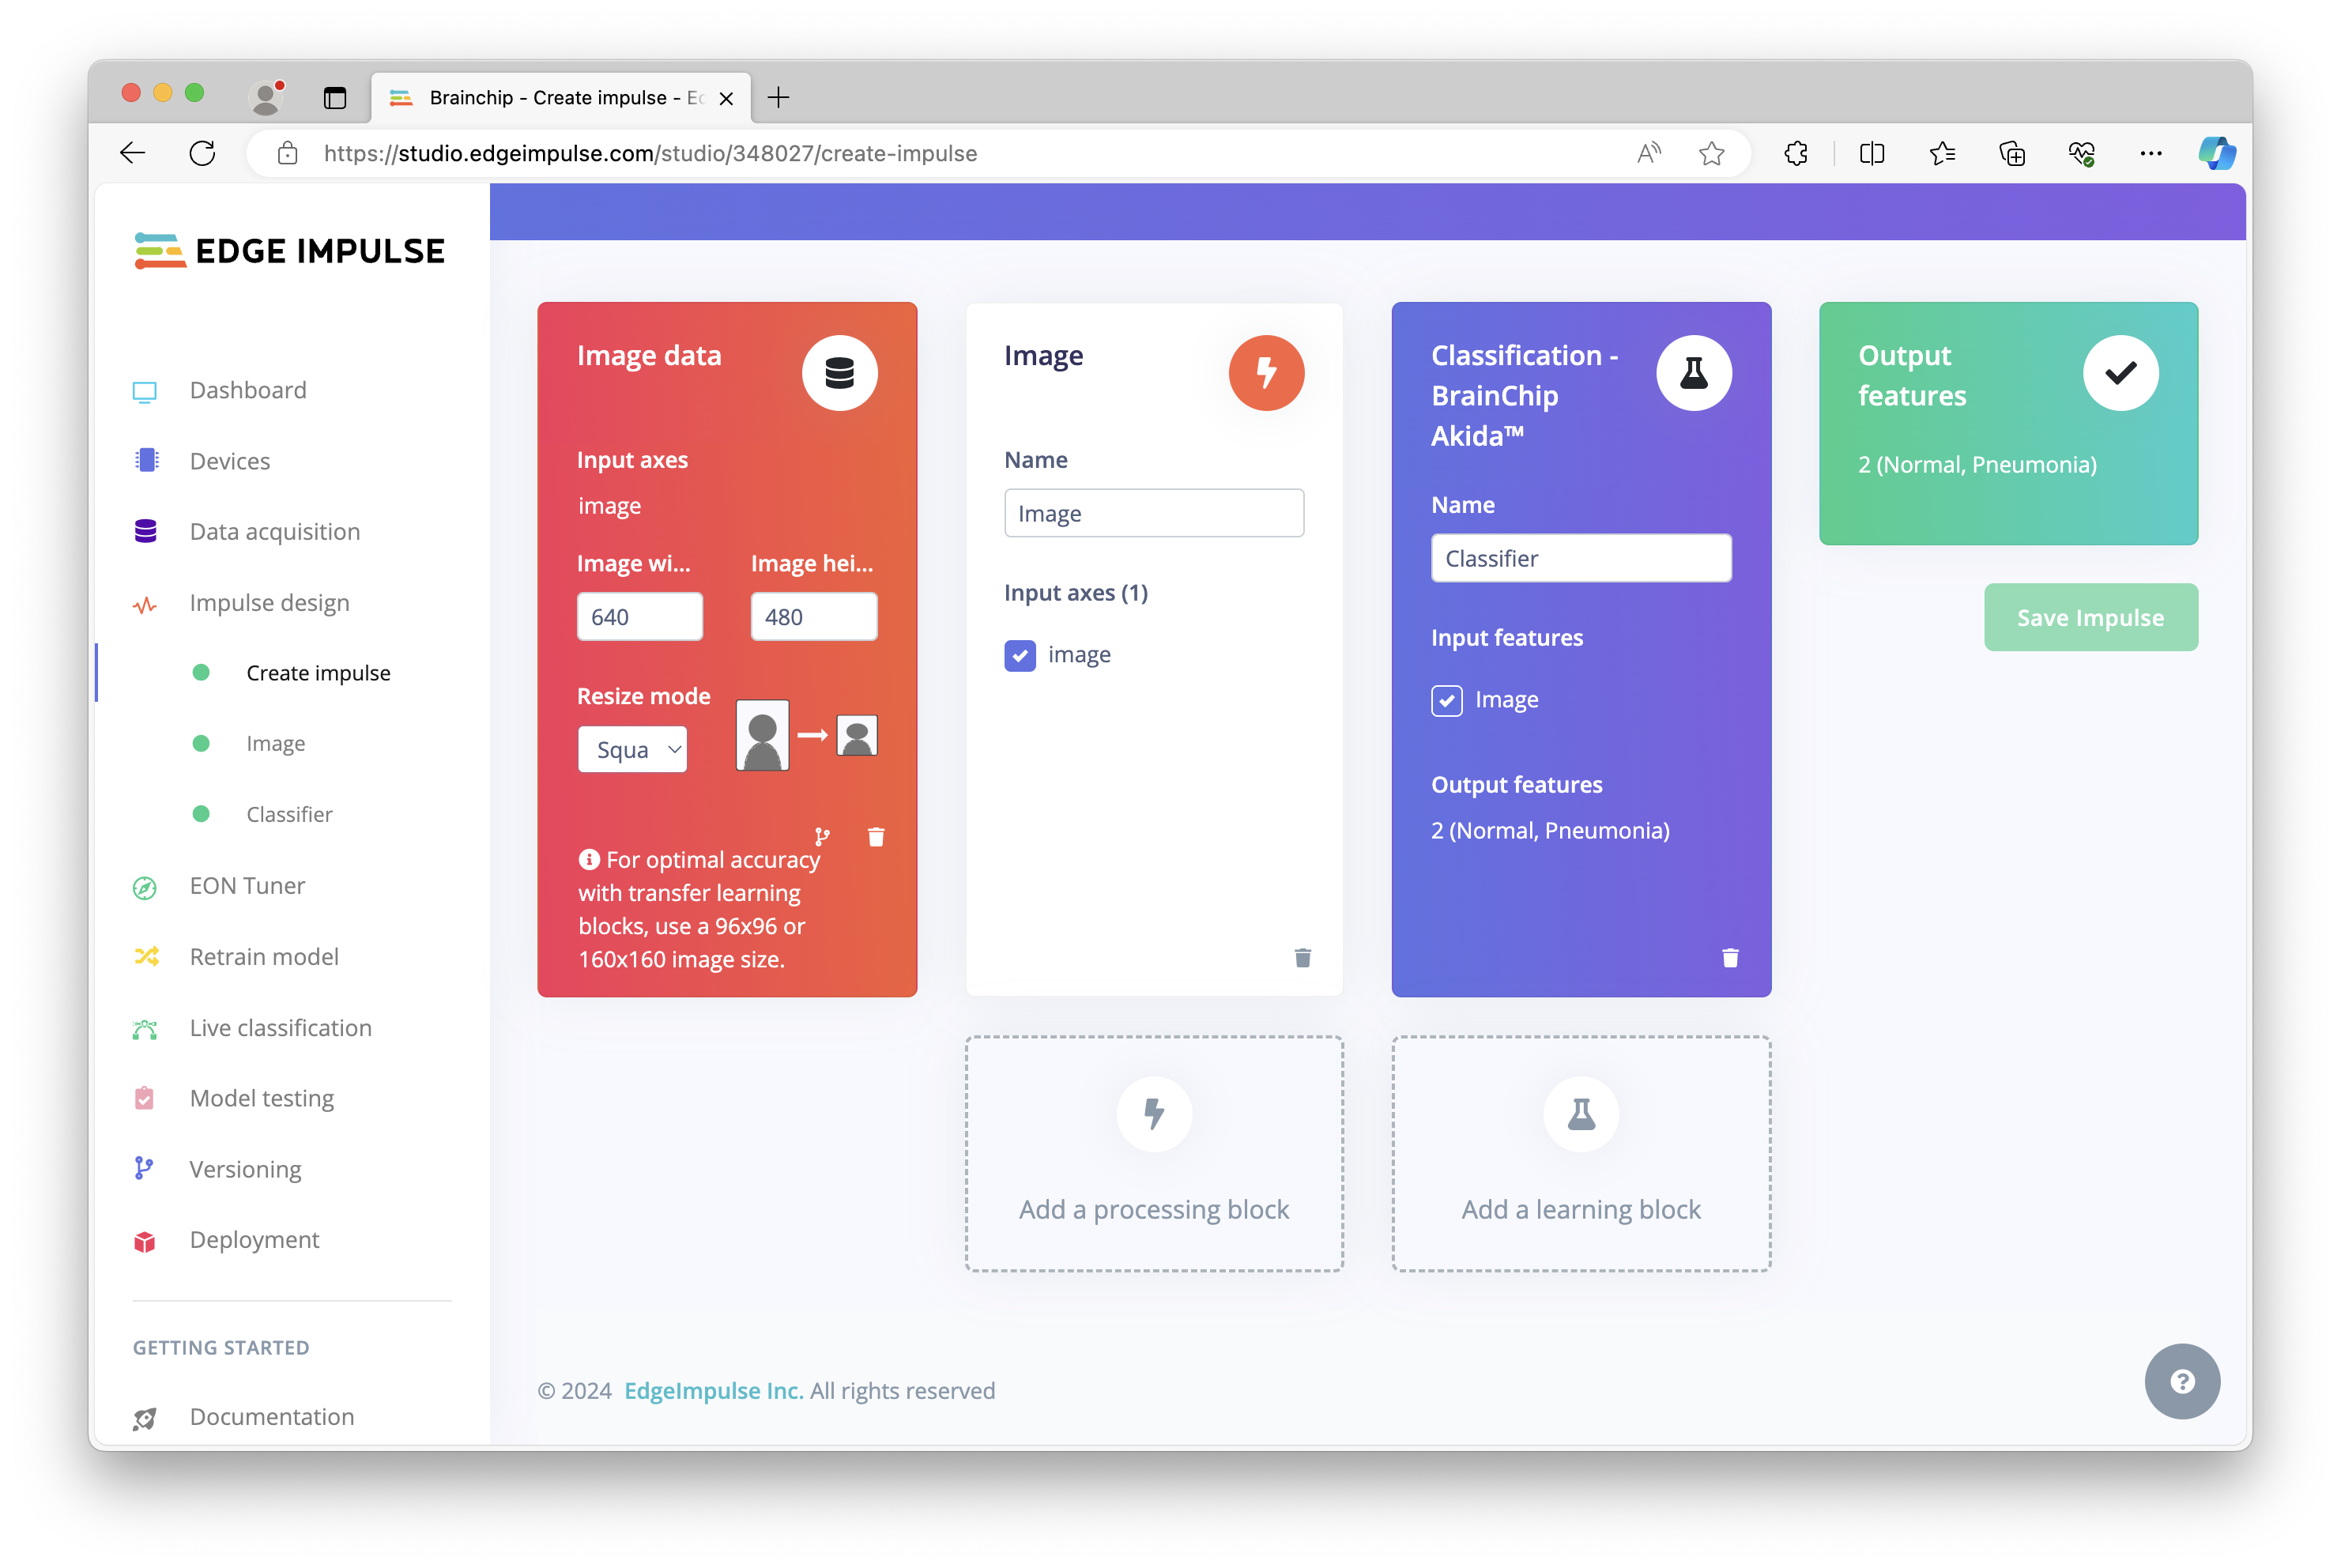 Brainchip - Create impulse - Ec
https://studio.edgeimpulse.com/studio/348027/create-impulse
EDGE IMPULSE
Dashboard
Devices
Data acquisition
Impulse design
Create impulse
Image
Classifier
EON Tuner
Retrain model
Live classification
Model testing
Versioning
Deployment
GETTING STARTED
Documentation
Image data
Input axes
image
Image wi... Image hei...
640 480
Resize mode
Squa
For optimal accuracy
with transfer learning
blocks, use a 96x96 or
160x160 image size.
Image
Name
Image
Input axes (1)
image
Classification -
BrainChip
Akida™
Name
Classifier
Input features
Image
Output features
2 (Normal, Pneumonia)
Output
features
2 (Normal, Pneumonia)
Save Impulse
Add a processing block
Add a learning block
© 2024 EdgeImpulse Inc. All rights reserved